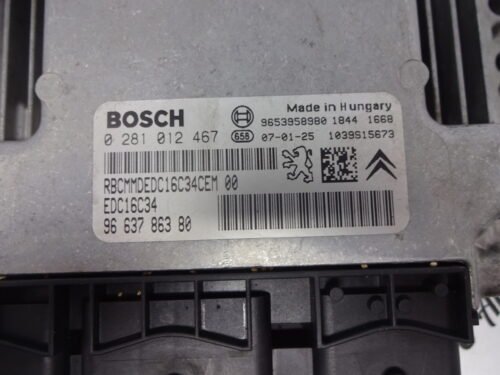 BOSCH
0 281 012 467
Made in Hungary
9653958980 1844 1668
656 07-01-25 1039S15673
RBCMMDEDC16C34CEM 00
EDC16C34
96 637 863 80